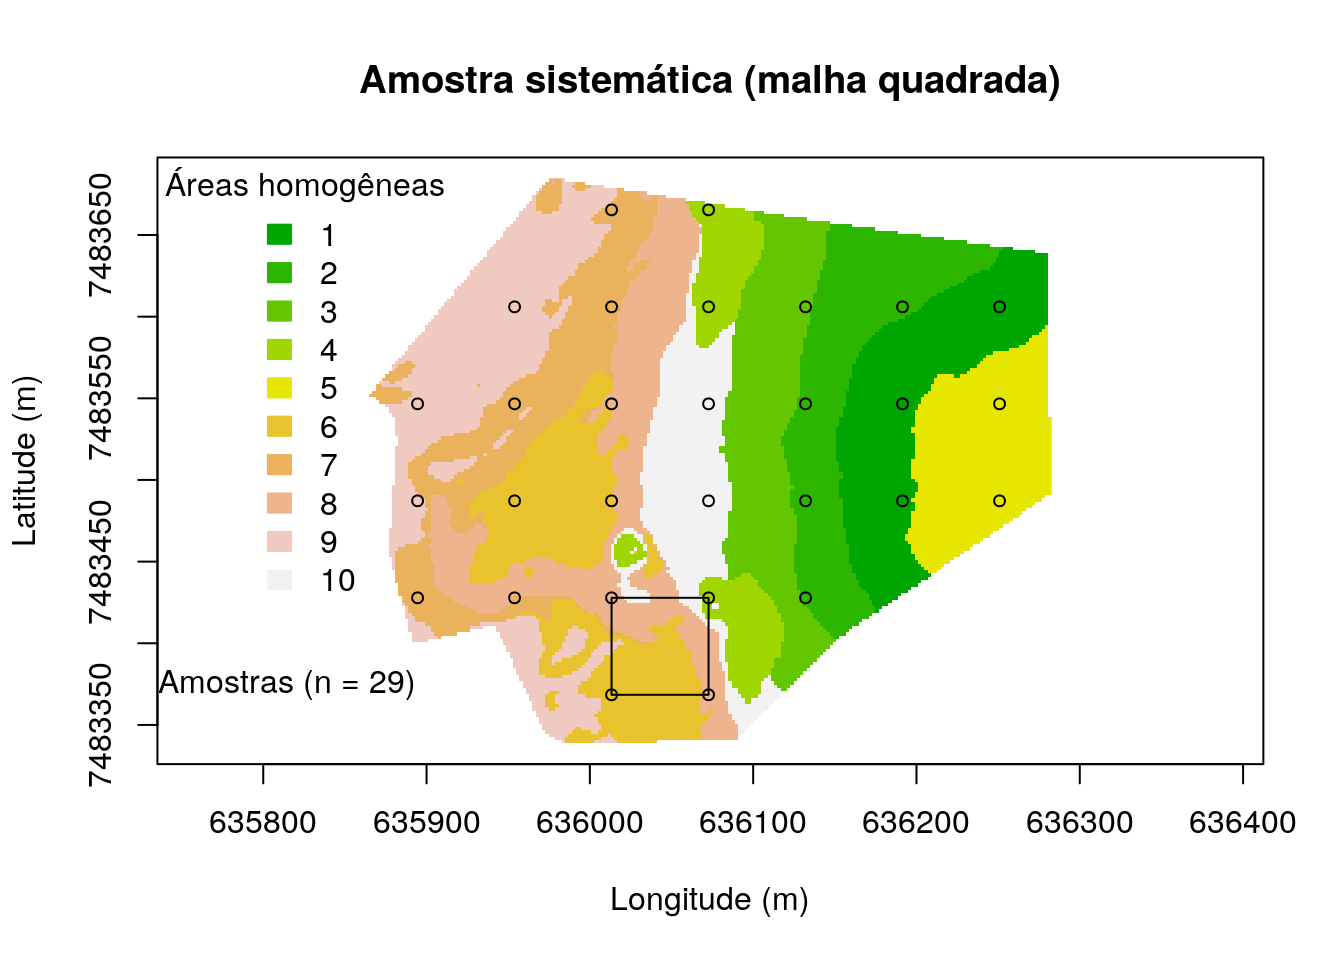 Amostra sistemática (malha quadrada)
Áreas homogêneas
1
2
3
4
5
6
7
8
9
10
Amostras (n = 29)
Latitude (m)
7483650
7483550
7483450
7483350
635800 635900 636000 636100 636200 636300 636400
Longitude (m)